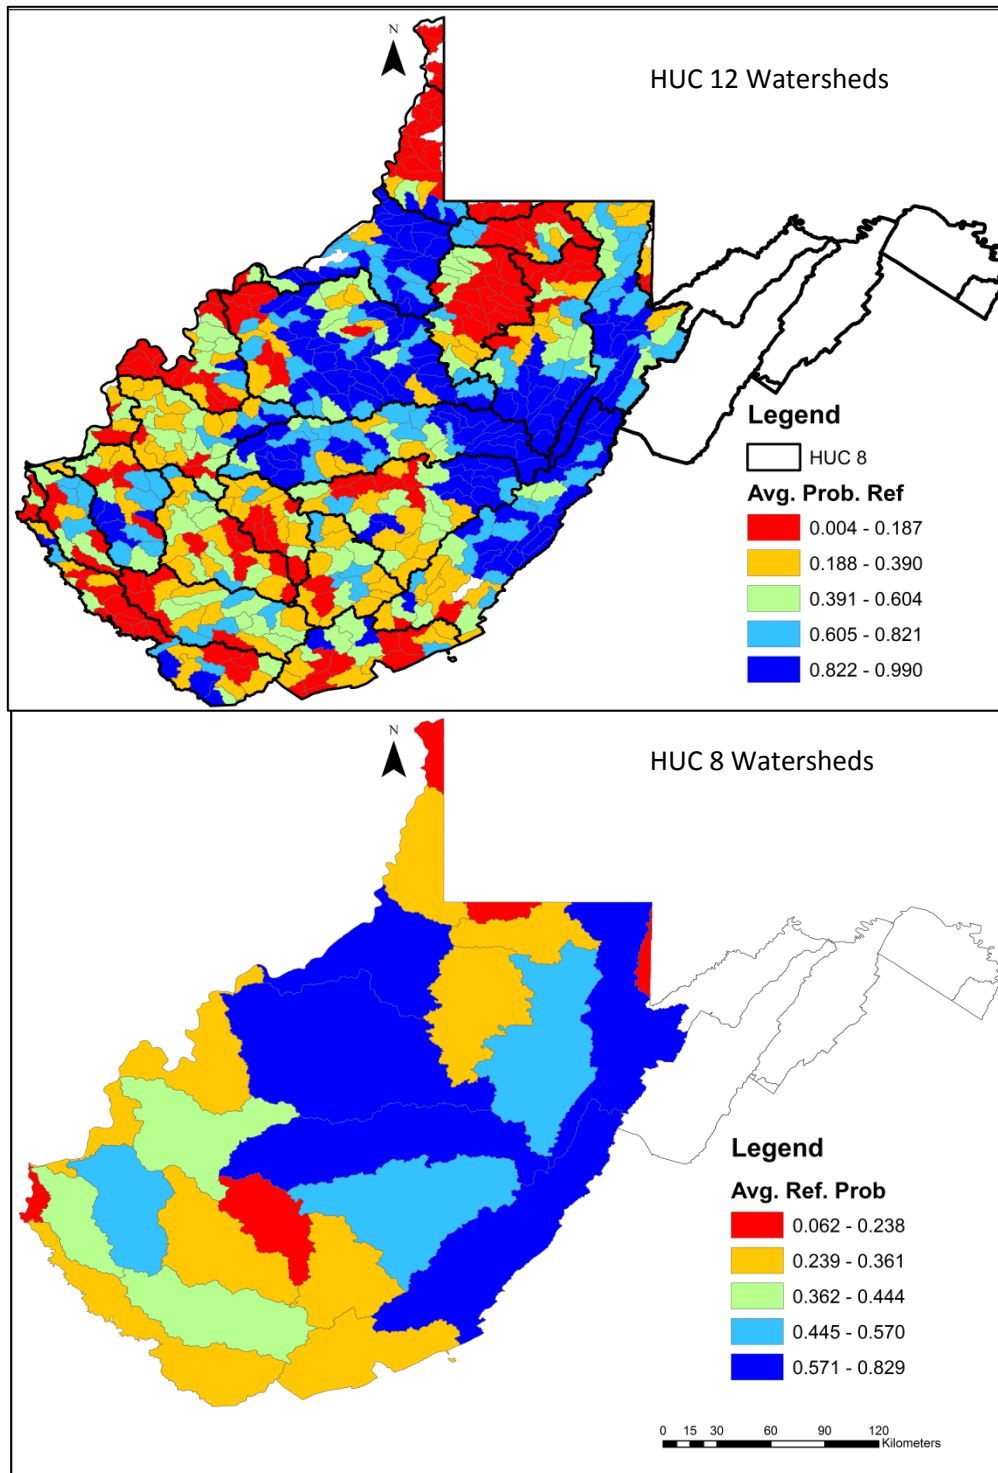 N
HUC 12 Watersheds
Legend
HUC 8
Avg. Prob. Ref
0.004 - 0.187
0.188 - 0.390
0.391 - 0.604
0.605 - 0.821
0.822 - 0.990
N
HUC 8 Watersheds
Legend
Avg. Ref. Prob
0.062 - 0.238
0.239 - 0.361
0.362 - 0.444
0.445 - 0.570
0.571 - 0.829
0 15 30 60 90 120
Kilometers